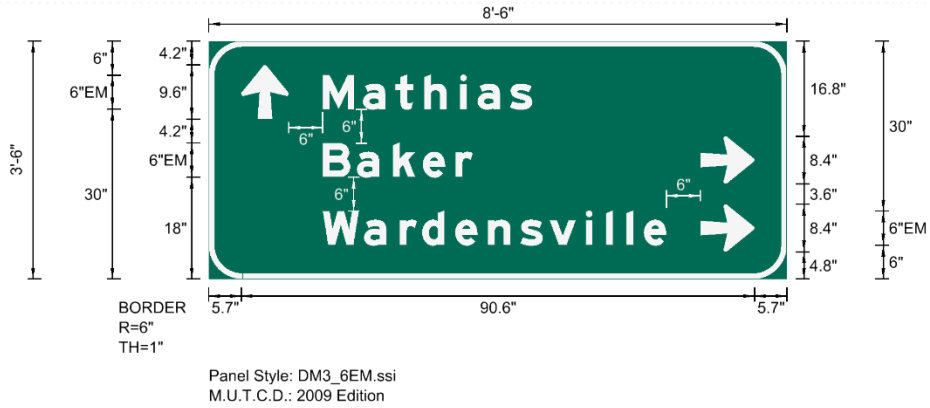 8'-6"
6"
4.2"
6"EM
9.6"
Mathias
16.8"
3'-6"
6"
6"
30"
4.2"
6"EM
Baker
8.4"
30"
6"
6"
3.6"
18"
Wardensville
8.4"
6"EM
4.8"
6"
BORDER
5.7"
90.6"
5.7"
R=6"
TH=1"
Panel Style: DM3_6EM.ssi
M.U.T.C.D.: 2009 Edition